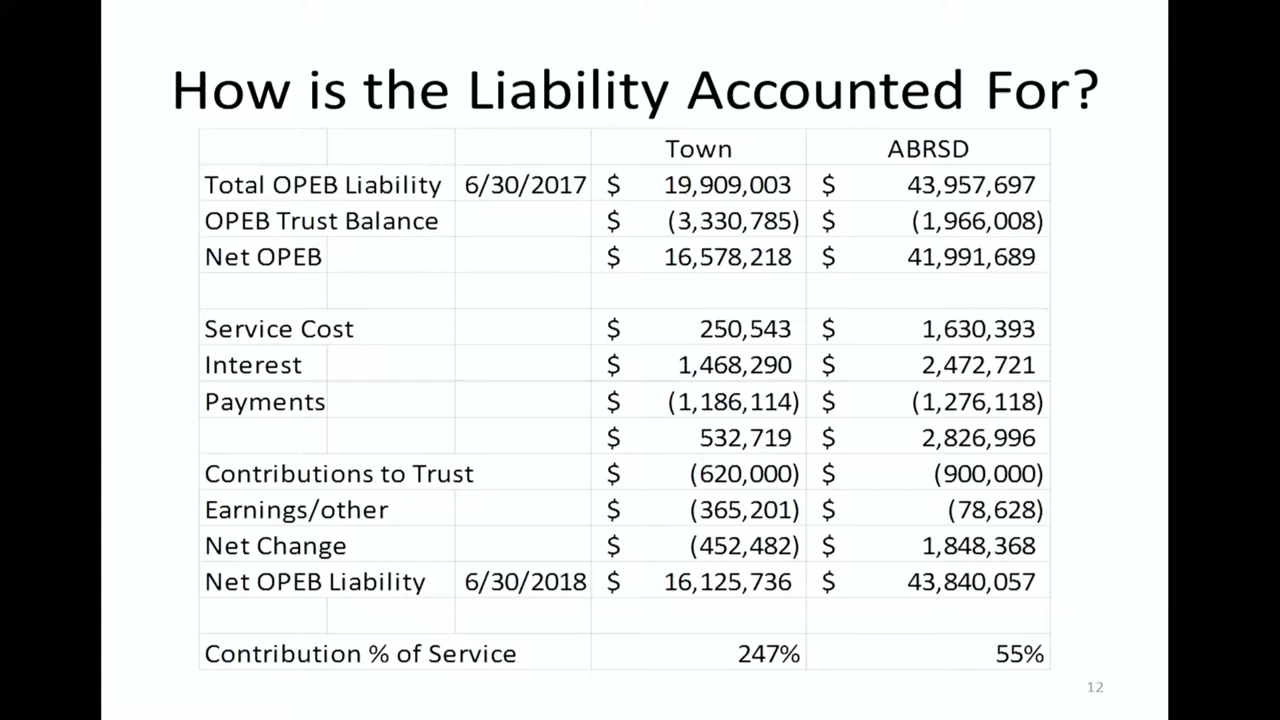 How is the Liability Accounted For?
Town ABRSD
Total OPEB Liability 6/30/2017 $ 19,909,003 $ 43,957,697
OPEB Trust Balance $ (3,330,785) $ (1,966,008)
Net OPEB $ 16,578,218 $ 41,991,689
Service Cost $ 250,543 $ 1,630,393
Interest $ 1,468,290 $ 2,472,721
Payments $ (1,186,114) $ (1,276,118)
$ 532,719 $ 2,826,996
Contributions to Trust $ (620,000) $ (900,000)
Earnings/other $ (365,201) $ (78,628)
Net Change $ (452,482) $ 1,848,368
Net OPEB Liability 6/30/2018 $ 16,125,736 $ 43,840,057
Contribution % of Service 247% 55%
12